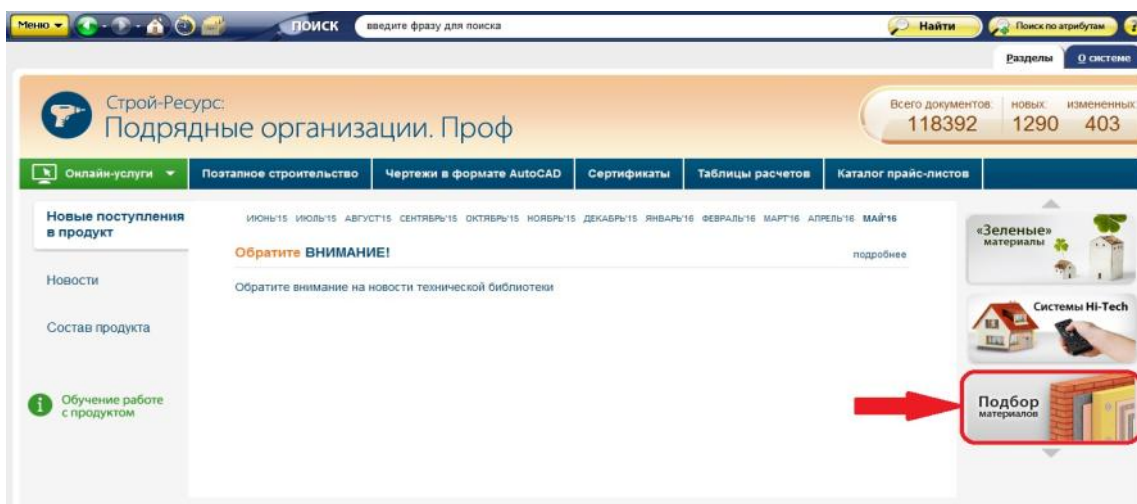 Меню
ПОИСК
введите фразу для поиска
Найти
Поиск по атрибутам
Разделы
О системе
Строй-Ресурс:
Подрядные организации. Проф
Всего документов: новых: измененных:
118392 1290 403
Онлайн-услуги
Поэтапное строительство
Чертежи в формате AutoCAD
Сертификаты
Таблицы расчетов
Каталог прайс-листов
Новые поступления
в продукт
Новости
Состав продукта
Обучение работе
с продуктом
ИЮНЬ'15 ИЮЛЬ'15 АВГУСТ'15 СЕНТЯБРЬ'15 ОКТЯБРЬ'15 НОЯБРЬ'15 ДЕКАБРЬ'15 ЯНВАРЬ'16 ФЕВРАЛЬ'16 МАРТ'16 АПРЕЛЬ'16 МАЙ'16
Обратите ВНИМАНИЕ!
подробнее
Обратите внимание на новости технической библиотеки
«Зеленые»
материалы
Системы Hi-Tech
Подбор
материалов